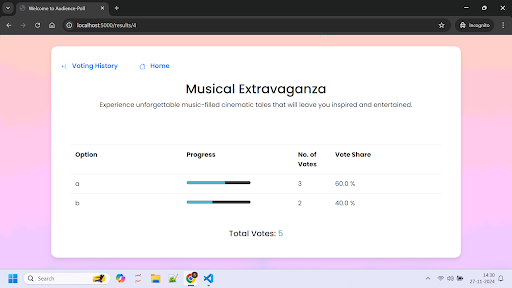 Welcome to Audience-Poll
localhost:5000/results/4
Incognito
Voting History
Home
Musical Extravaganza
Experience unforgettable music-filled cinematic tales that will leave you inspired and entertained.
Option Progress No. of Votes Vote Share
a 3 60.0 %
b 2 40.0 %
Total Votes: 5
Search
14:30
27-11-2024